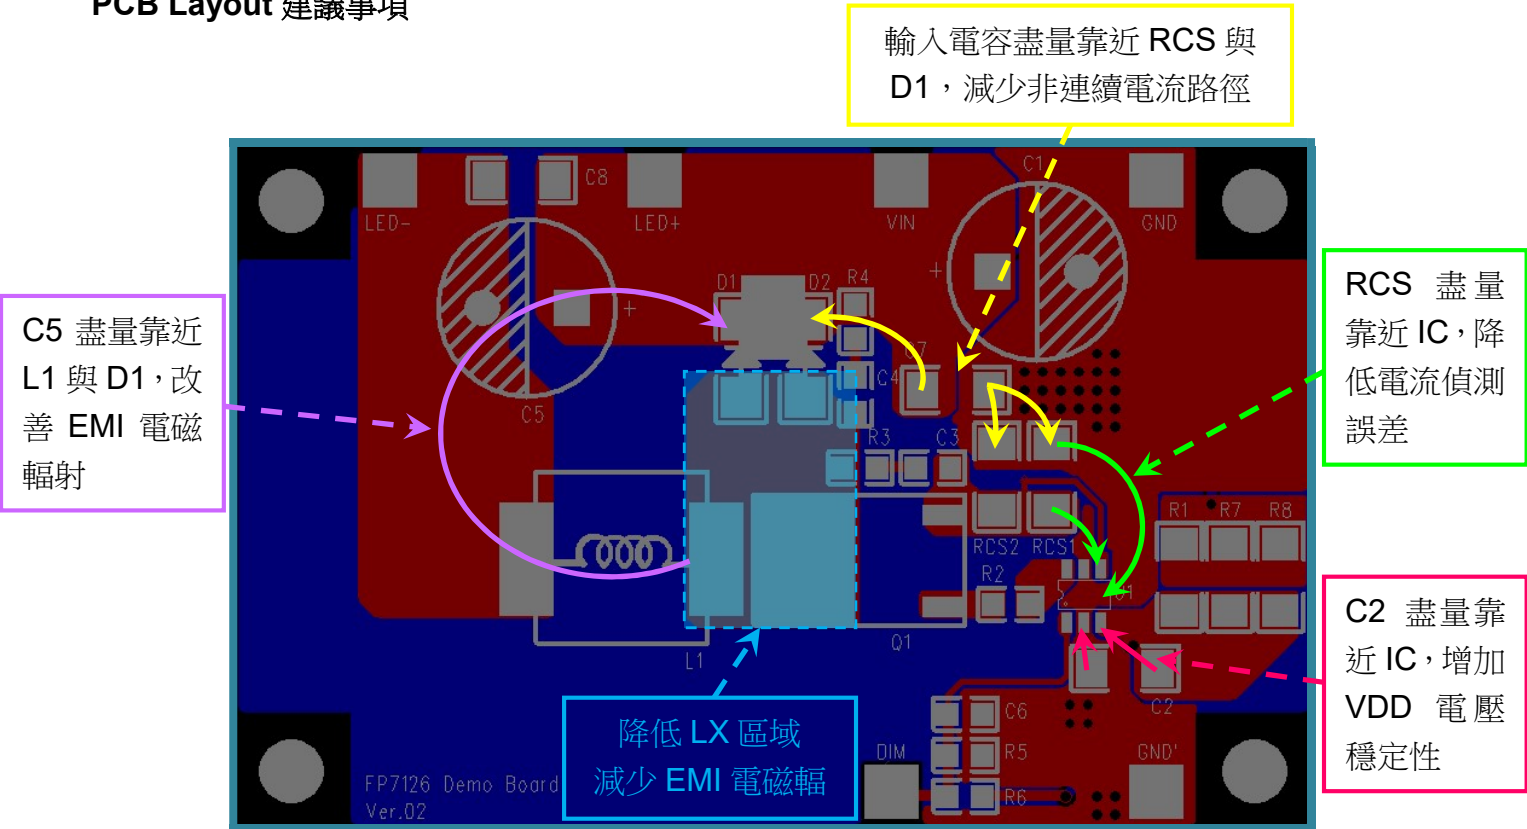 PCB Layout 建議事項
輸入電容盡量靠近 RCS 與
D1，減少非連續電流路徑
C1
C8
LED-
LED+
VIN
GND
D1
D2
R4
+
+
C5 盡量靠近
L1 與 D1，改
善 EMI 電磁
輻射
RCS 盡量
靠近 IC，降
低電流偵測
誤差
C7
C4
C5
R3
C3
R1
R7
R8
RCS2
RCS1
R2
Q1
L1
C2 盡量靠
近 IC，增加
VDD 電壓
穩定性
C6
C2
降低 LX 區域
減少 EMI 電磁輻
DIM
R5
GND'
R6
FP7126 Demo Board
Ver.02